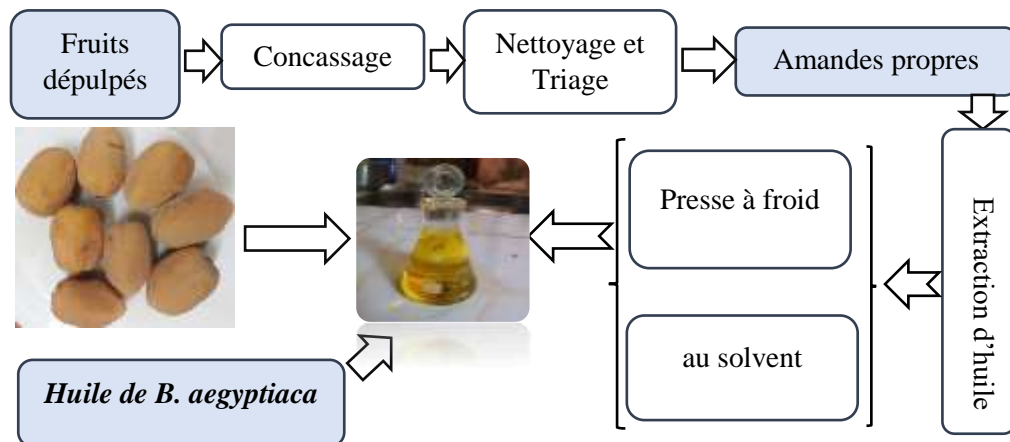 Fruits
dépulpés
Concassage
Nettoyage et
Triage
Amandes propres
Extraction d’huile
Presse à froid
au solvent
Huile de B. aegyptiaca